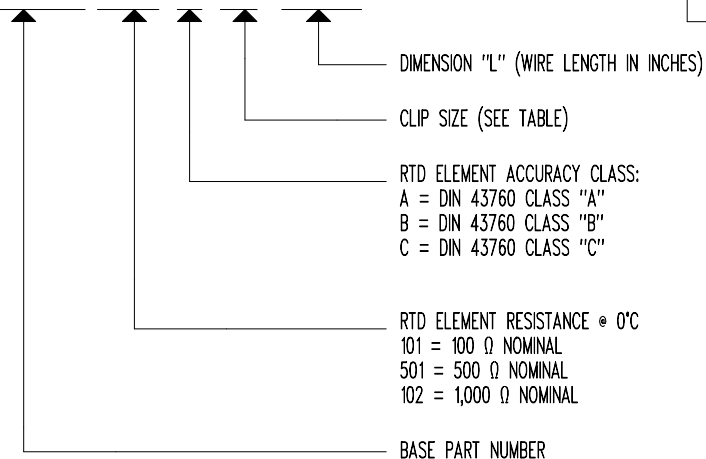 DIMENSION "L" (WIRE LENGTH IN INCHES)
CLIP SIZE (SEE TABLE)
RTD ELEMENT ACCURACY CLASS:
A = DIN 43760 CLASS "A"
B = DIN 43760 CLASS "B"
C = DIN 43760 CLASS "C"
RTD ELEMENT RESISTANCE @ 0°C
101 = 100 Ω NOMINAL
501 = 500 Ω NOMINAL
102 = 1,000 Ω NOMINAL
BASE PART NUMBER